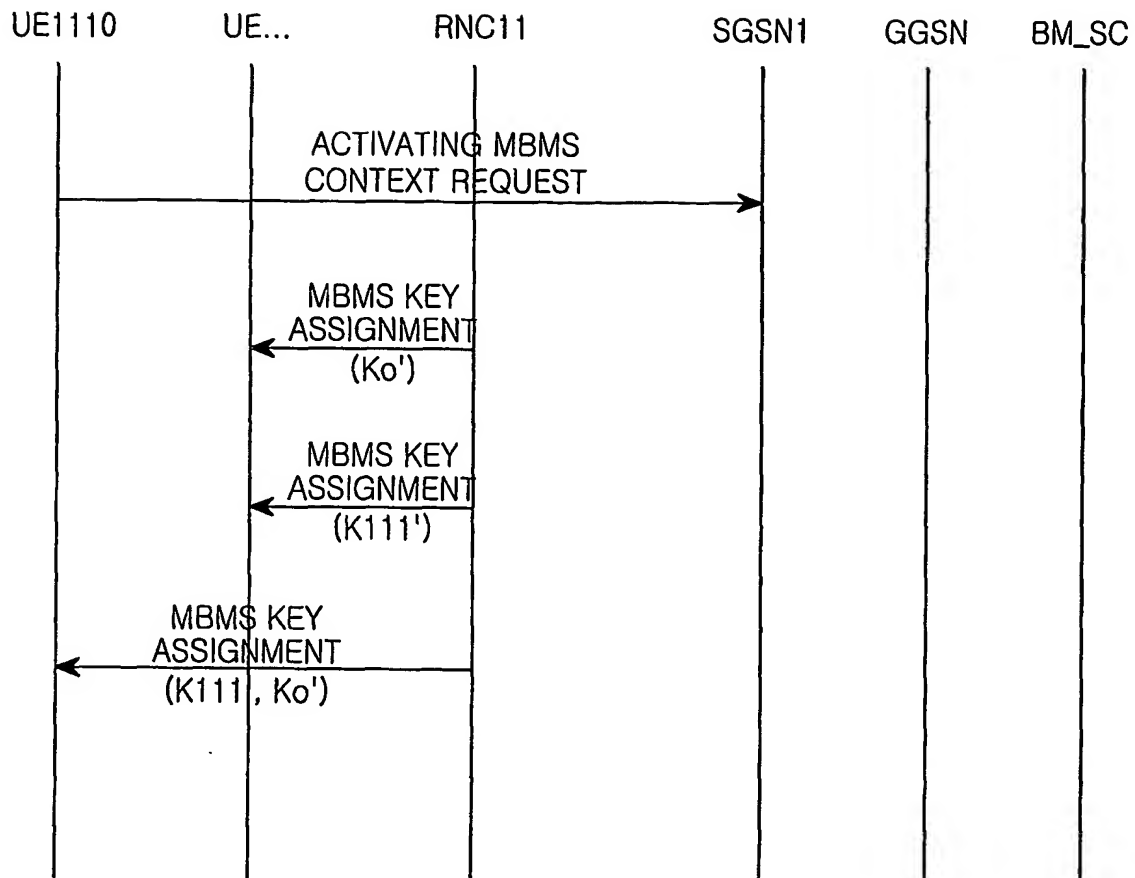 UE1110 UE... RNC11 SGSN1 GGSN BM_SC
ACTIVATING MBMS
CONTEXT REQUEST
MBMS KEY
ASSIGNMENT
(Ko')
MBMS KEY
ASSIGNMENT
(K111')
MBMS KEY
ASSIGNMENT
(K111 , Ko')